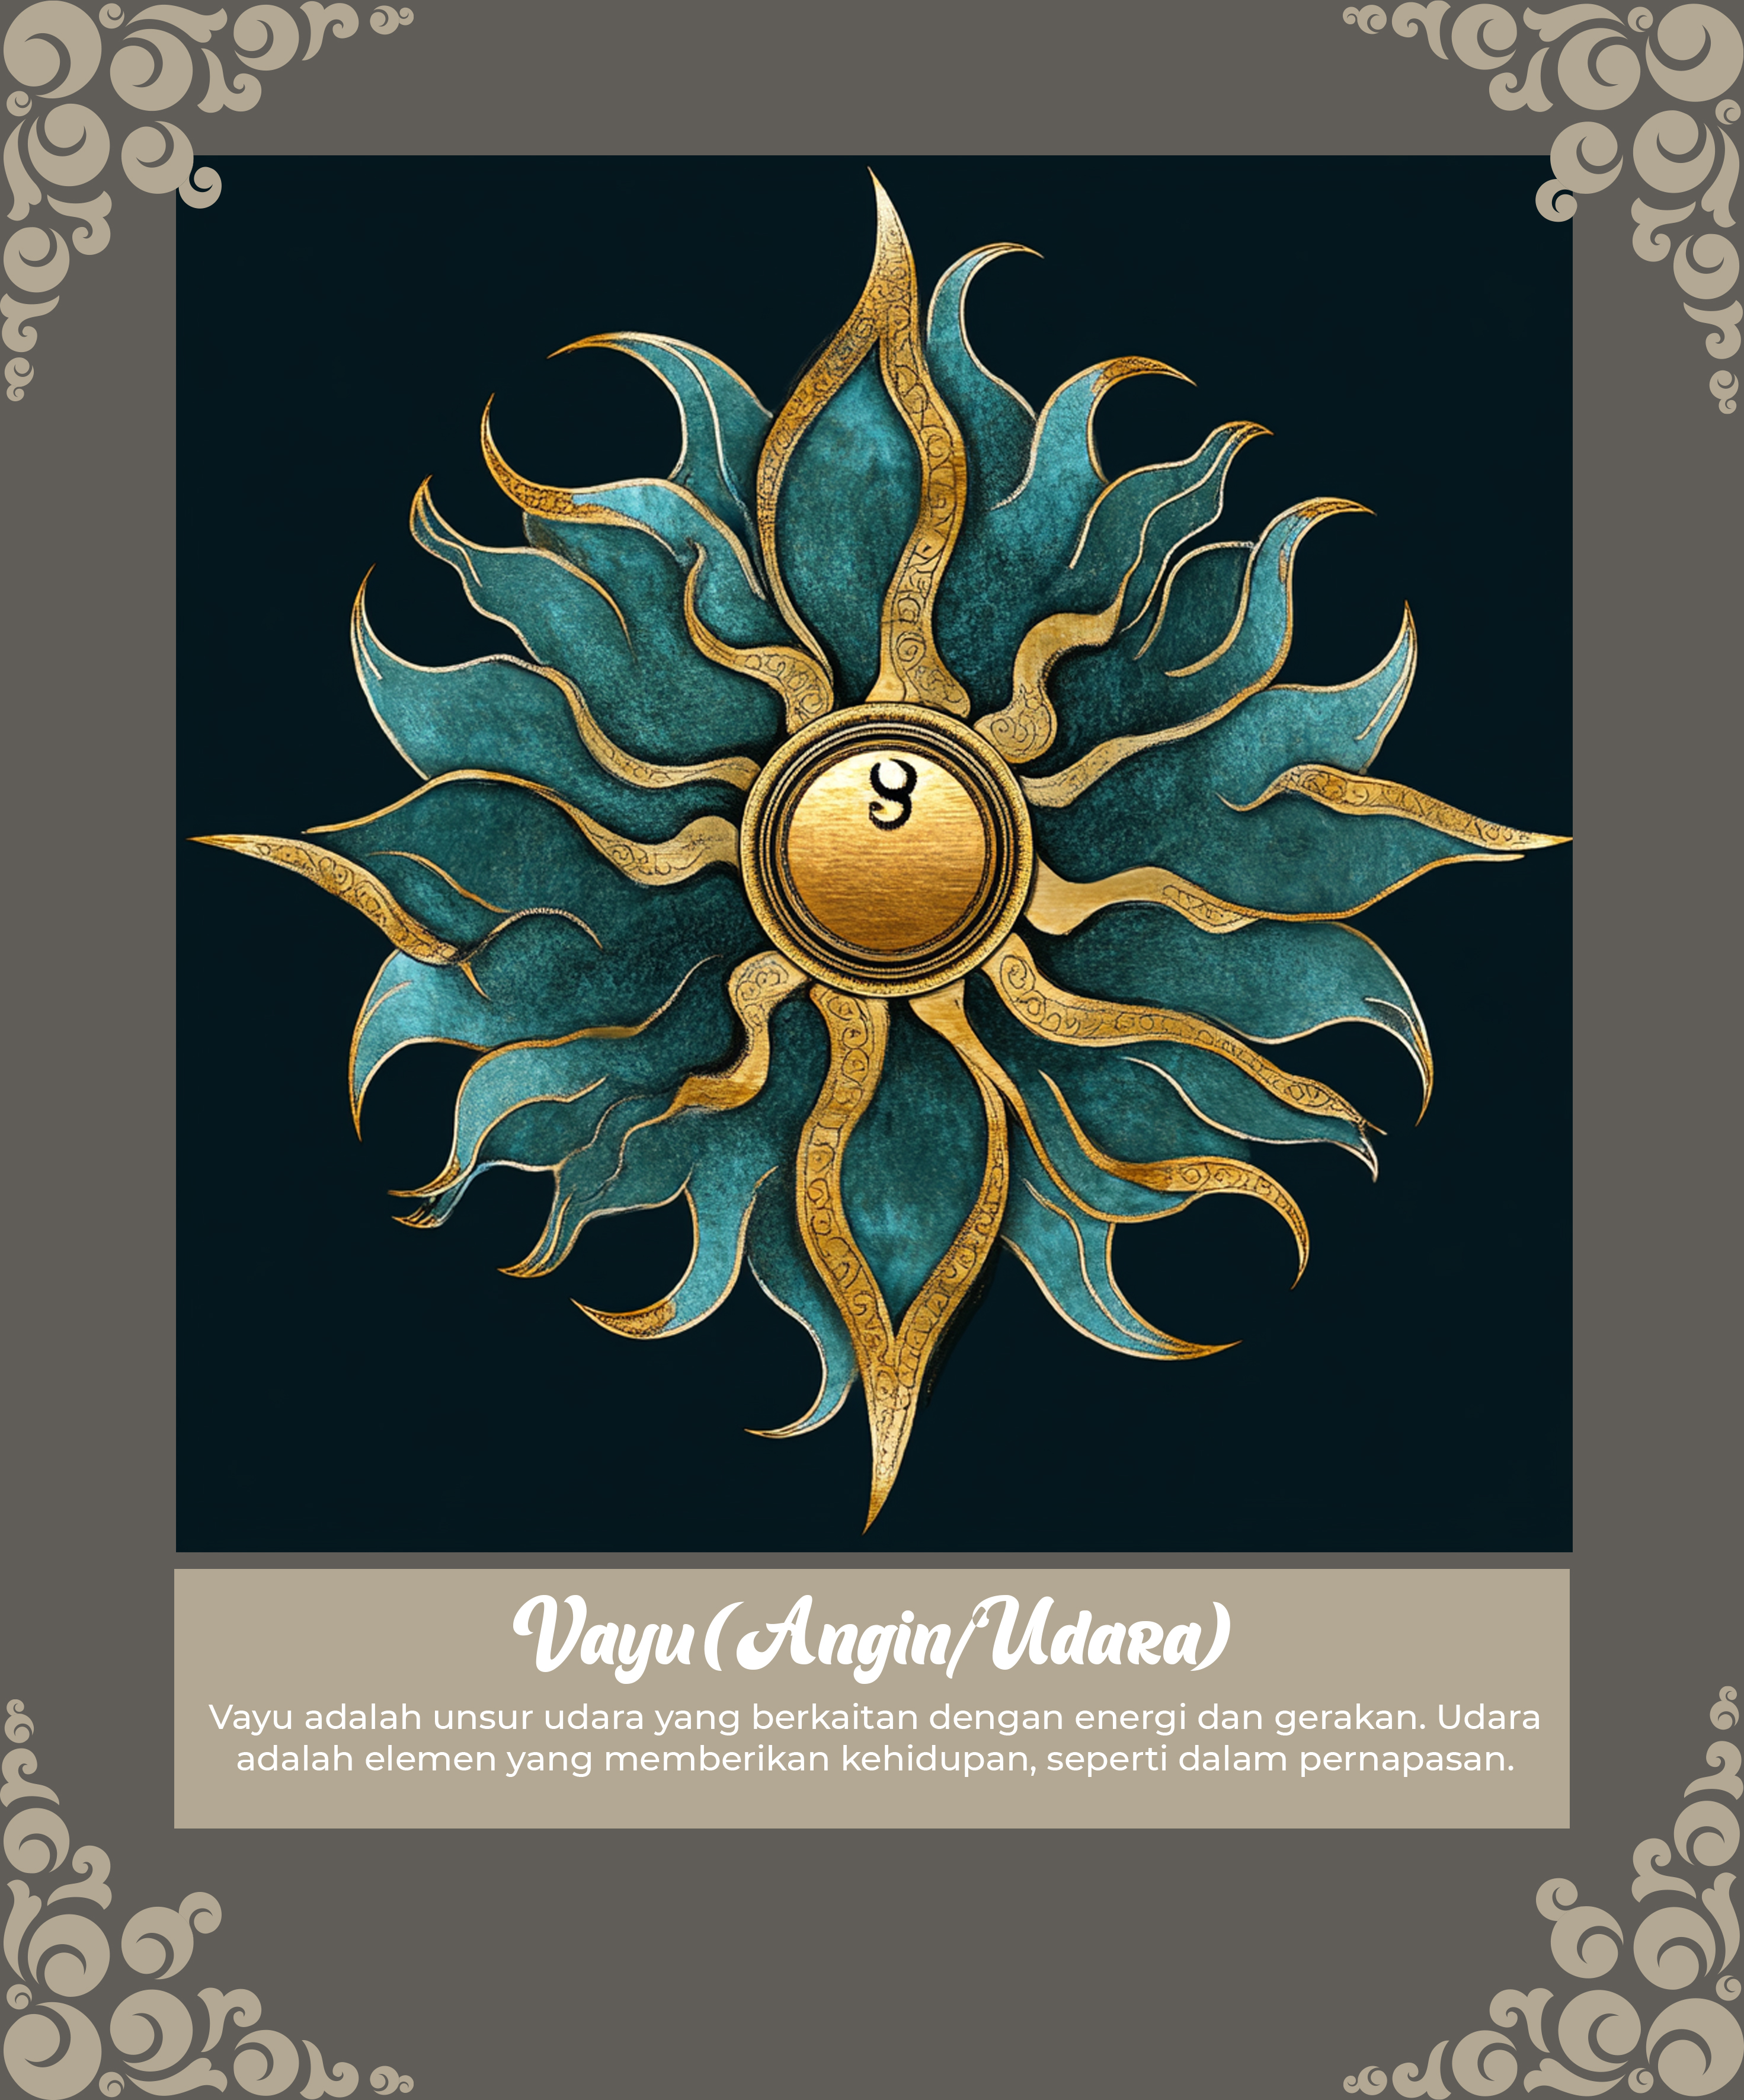 Vayu (Angin/Udara)
Vayu adalah unsur udara yang berkaitan dengan energi dan gerakan. Udara
adalah elemen yang memberikan kehidupan, seperti dalam pernapasan.